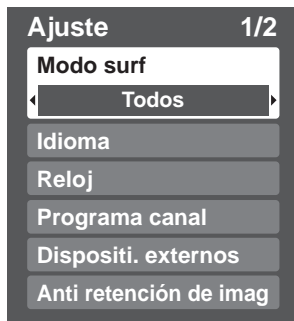 Ajuste 1/2
Modo surf
Todos
Idioma
Reloj
Programa canal
Dispositi. externos
Anti retención de imag